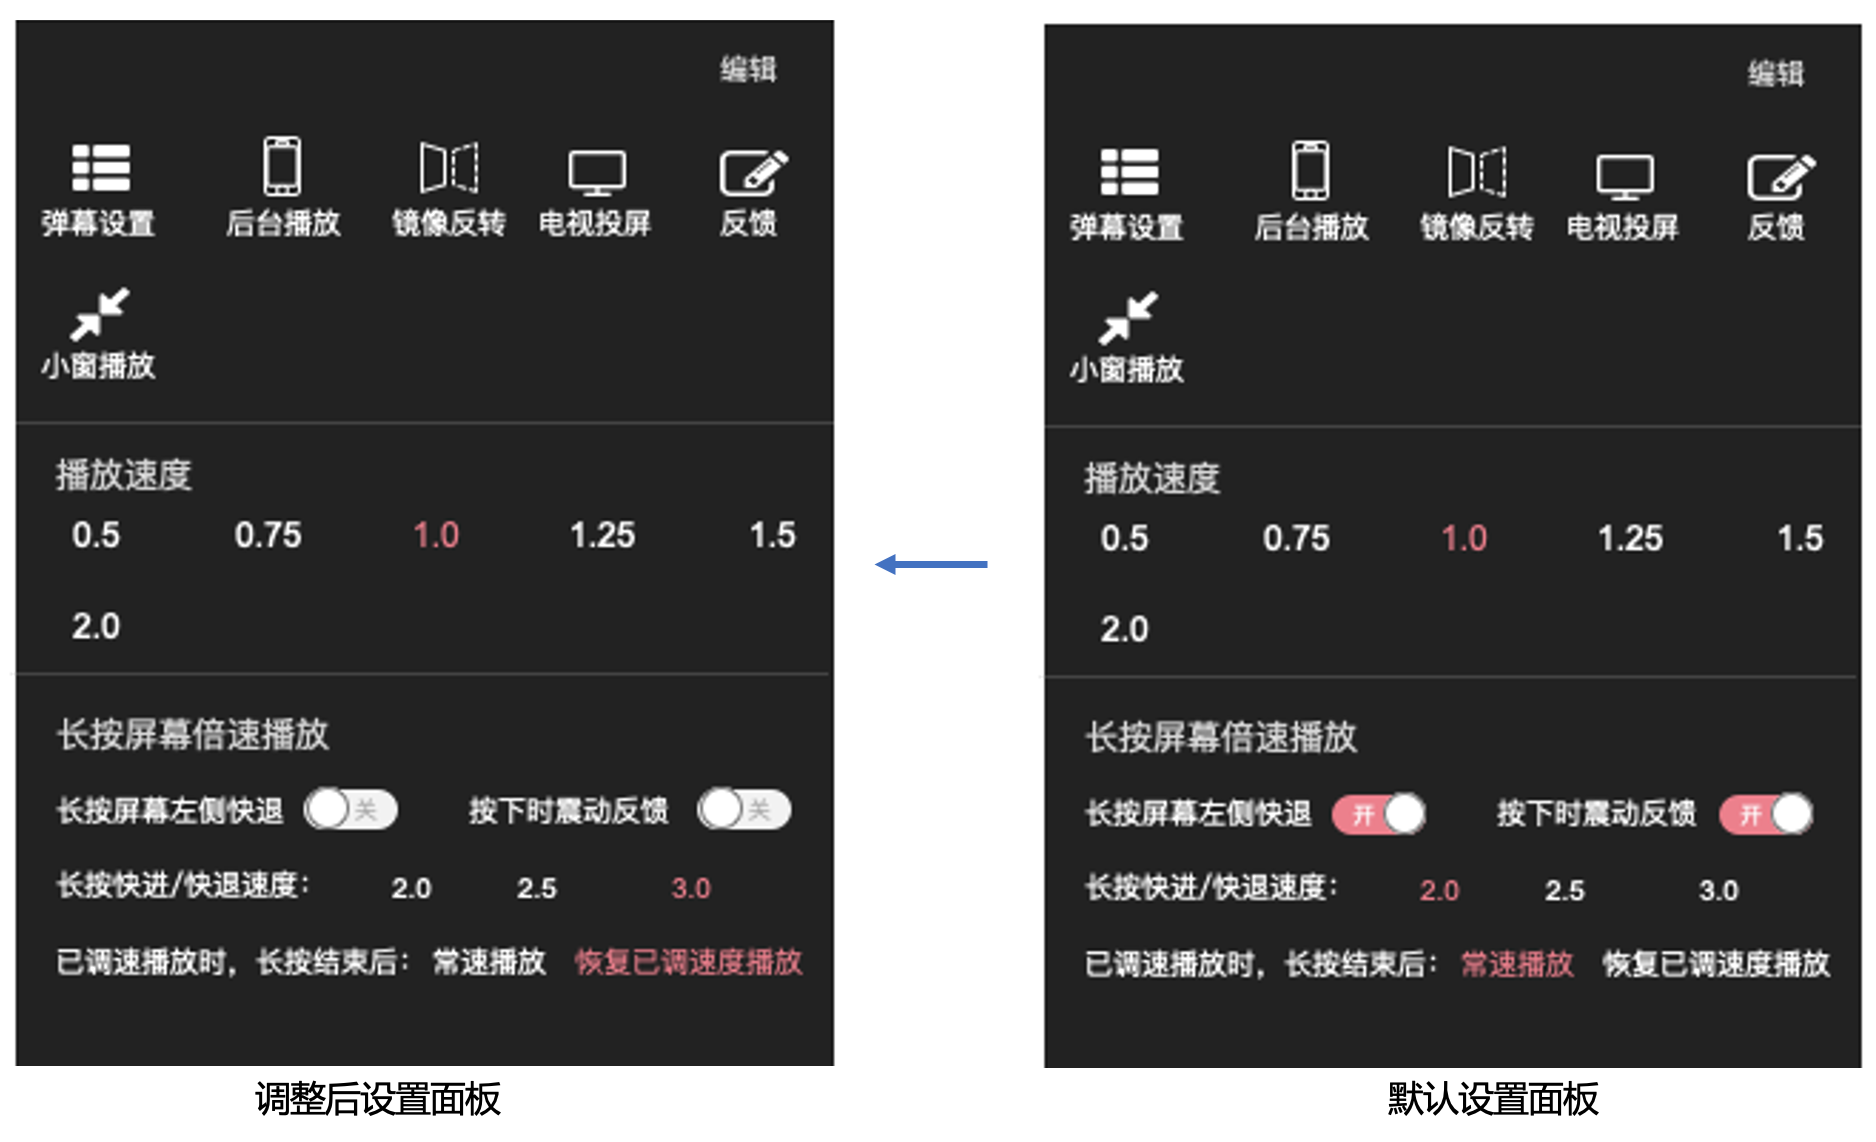 编辑
弹幕设置 后台播放 镜像反转 电视投屏 反馈
小窗播放
播放速度
0.5 0.75 1.0 1.25 1.5
2.0
长按屏幕倍速播放
长按屏幕左侧快退 关 按下时震动反馈 关
长按快进/快退速度： 2.0 2.5 3.0
已调速播放时，长按结束后： 常速播放 恢复已调速度播放
调整后设置面板
编辑
弹幕设置 后台播放 镜像反转 电视投屏 反馈
小窗播放
播放速度
0.5 0.75 1.0 1.25 1.5
2.0
长按屏幕倍速播放
长按屏幕左侧快退 开 按下时震动反馈 开
长按快进/快退速度： 2.0 2.5 3.0
已调速播放时，长按结束后： 常速播放 恢复已调速度播放
默认设置面板